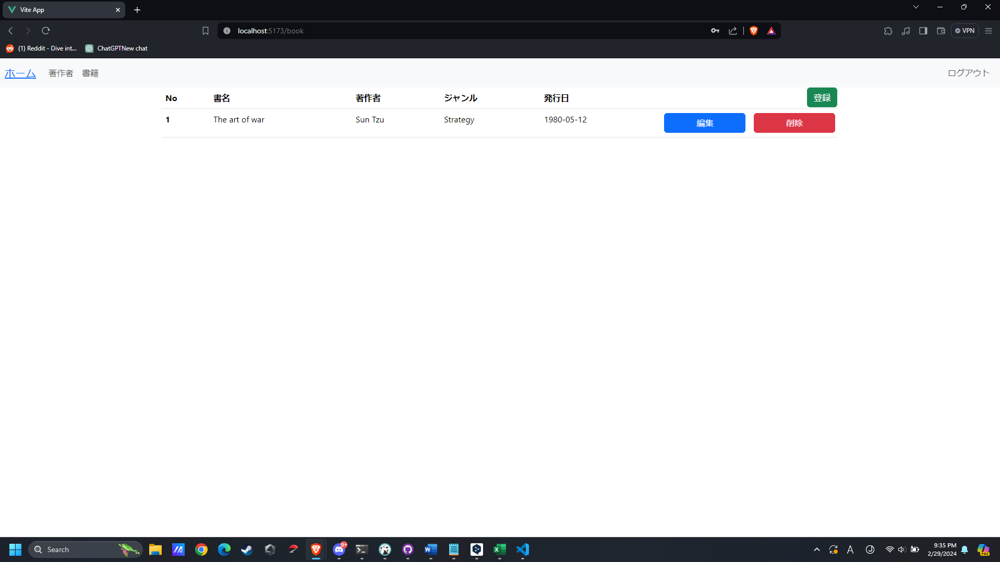 Vite App
localhost:5173/book
VPN
(1) Reddit - Dive int...
ChatGPTNew chat
ホーム 著作者 書籍 ログアウト
No 書名 著作者 ジャンル 発行日 登録
1 The art of war Sun Tzu Strategy 1980-05-12 編集 削除
Search
9+
A
9:35 PM
2/29/2024
PRE